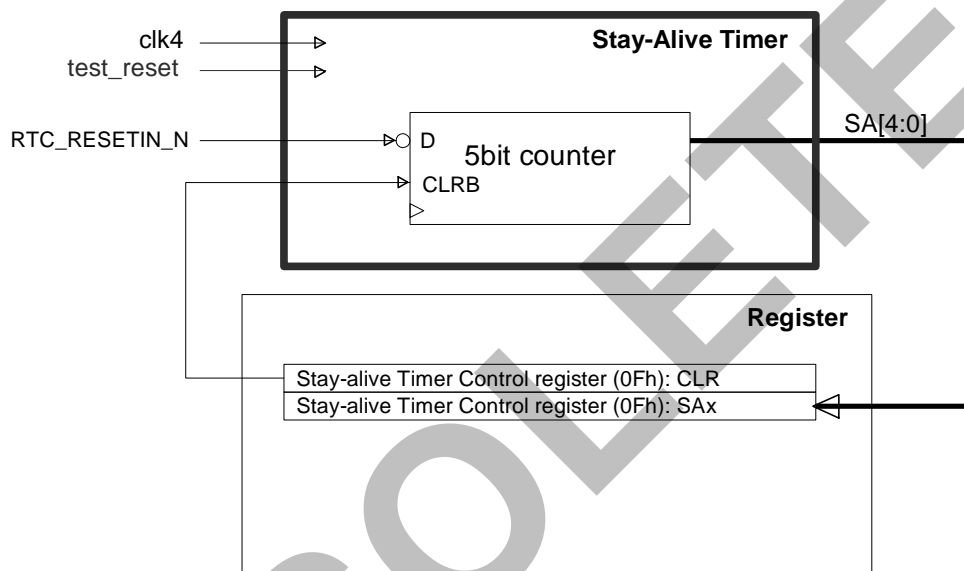 clk4
Stay-Alive Timer
test_reset
RTC_RESETIN_N
D
5bit counter
CLRB
SA[4:0]
Register
Stay-alive Timer Control register (0Fh): CLR
Stay-alive Timer Control register (0Fh): SAx
OLETE